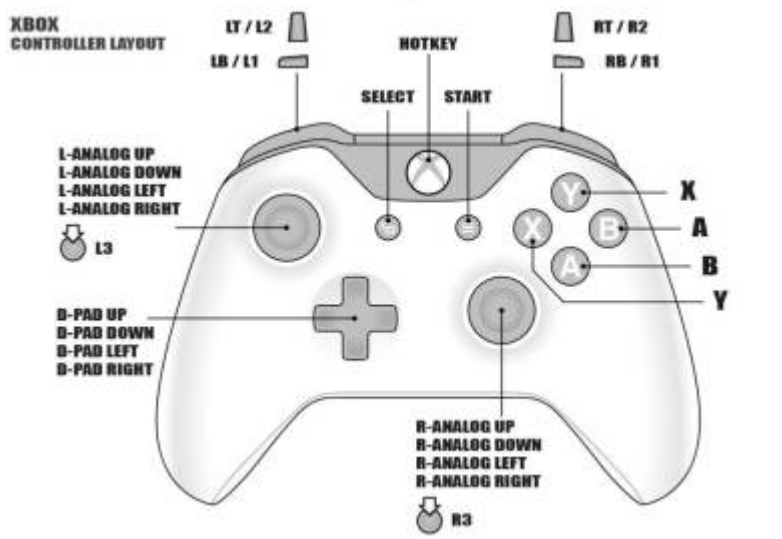 XBOX
CONTROLLER LAYOUT
LT / L2
LB / L1
RT / R2
RB / R1
HOTKEY
SELECT
START
L-ANALOG UP
L-ANALOG DOWN
L-ANALOG LEFT
L-ANALOG RIGHT
L3
D-PAD UP
D-PAD DOWN
D-PAD LEFT
D-PAD RIGHT
Y
X
B
A
X
A
B
Y
R-ANALOG UP
R-ANALOG DOWN
R-ANALOG LEFT
R-ANALOG RIGHT
R3